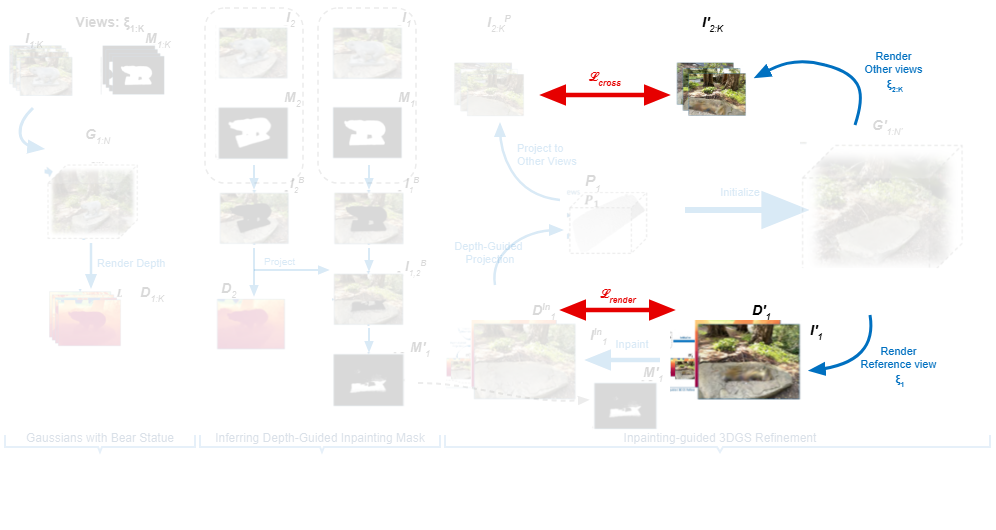 Views: ξ1:K
I1:K
M1:K
G1:N
Render Depth
D1:K
Gaussians with Bear Statue
I2
I1
M2
M1
I2B
I1B
Project
D2
I1,2B
M'1
Inferring Depth-Guided Inpainting Mask
I2:KP
I'2:K
ℒcross
Render
Other views
ξ2:K
G'1:N'
Project to
Other Views
P1
P1
Initialize
Depth-Guided
Projection
D1In
ℒrender
D'1
I1In
Inpaint
I'1
M'1
Render
Reference view
ξ1
Inpainting-guided 3DGS Refinement